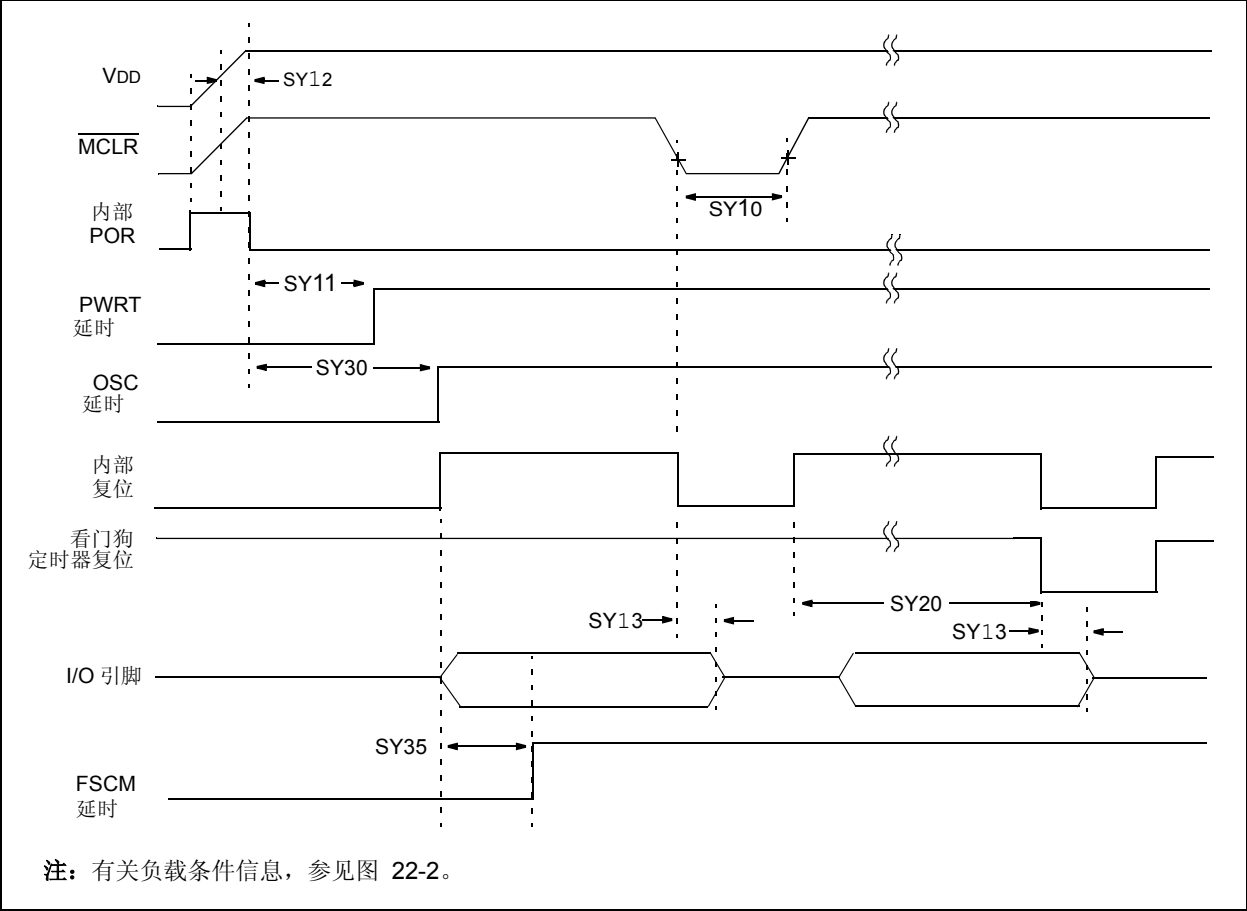 VDD
SY12
MCLR
SY10
内部
POR
SY11
PWRT
延时
SY30
OSC
延时
内部
复位
看门狗
定时器复位
SY20
SY13
SY13
I/O 引脚
SY35
FSCM
延时
注：有关负载条件信息，参见图 22-2。